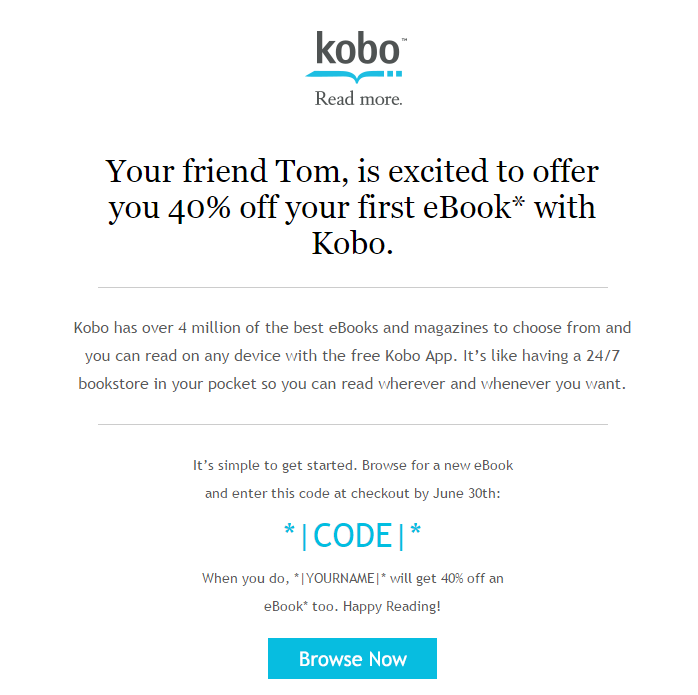 kobo™
Read more.
Your friend Tom, is excited to offer
you 40% off your first eBook* with
Kobo.
Kobo has over 4 million of the best eBooks and magazines to choose from and
you can read on any device with the free Kobo App. It’s like having a 24/7
bookstore in your pocket so you can read wherever and whenever you want.
It’s simple to get started. Browse for a new eBook
and enter this code at checkout by June 30th:
*|CODE|*
When you do, *|YOURNAME|* will get 40% off an
eBook* too. Happy Reading!
Browse Now